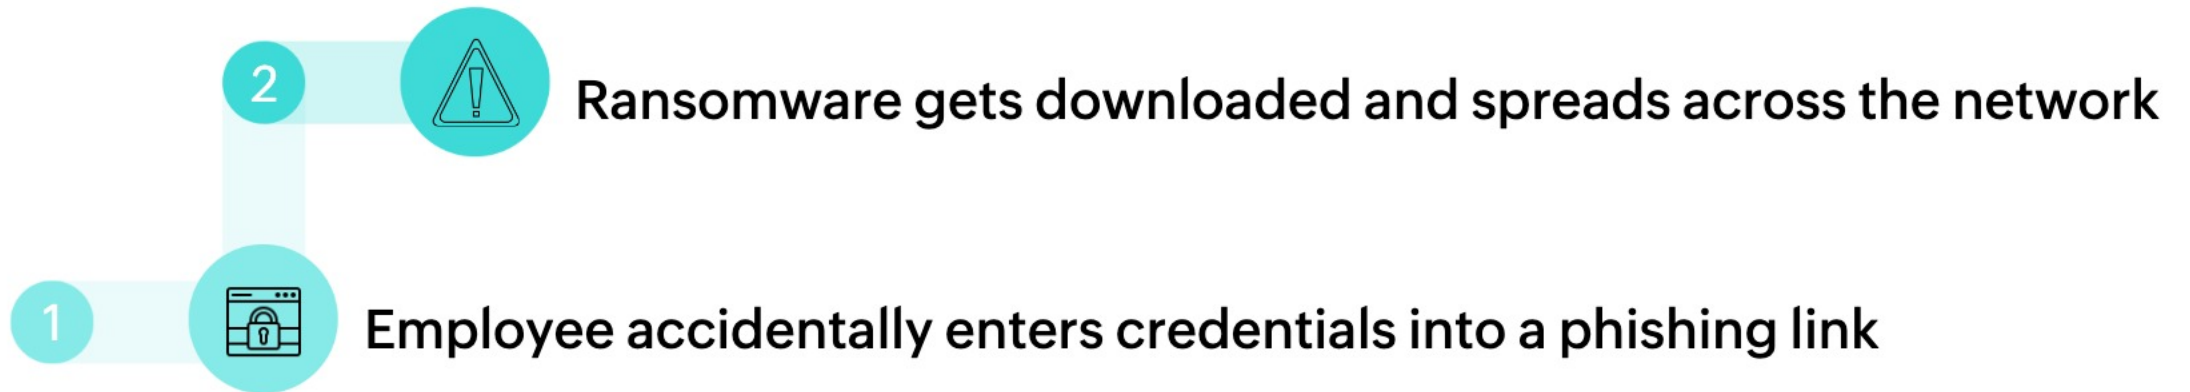 2
Ransomware gets downloaded and spreads across the network
1
Employee accidentally enters credentials into a phishing link